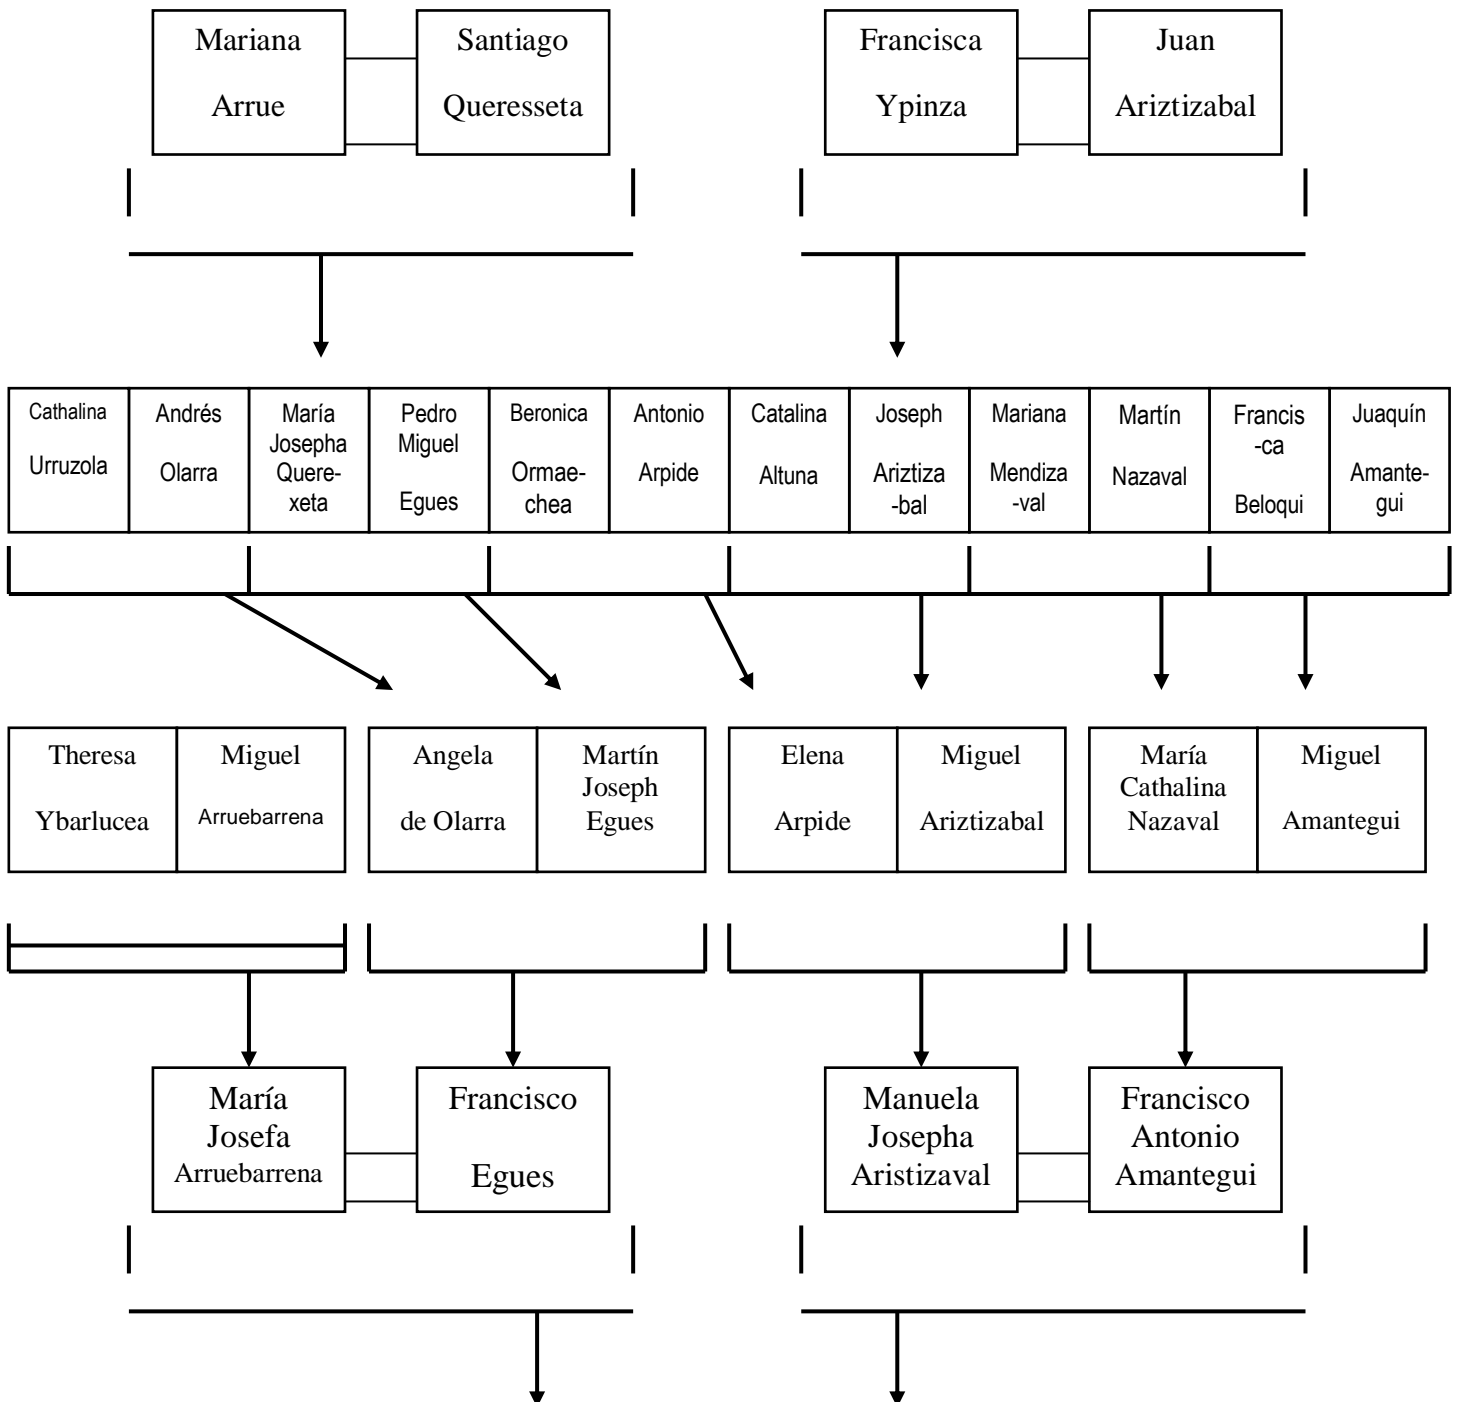 Mariana
Arrue
Santiago
Queresseta
Francisca
Ypinza
Juan
Ariztizabal
Cathalina
Urruzola
Andrés
Olarra
María
Josepha
Quere-
xeta
Pedro
Miguel
Egues
Beronica
Ormae-
chea
Antonio
Arpide
Catalina
Altuna
Joseph
Ariztiza
-bal
Mariana
Mendiza
-val
Martín
Nazaval
Francis
-ca
Beloqui
Juaquín
Amante-
gui
Theresa
Ybarlucea
Miguel
Arruebarrena
Angela
de Olarra
Martín
Joseph
Egues
Elena
Arpide
Miguel
Ariztizabal
María
Cathalina
Nazaval
Miguel
Amantegui
María
Josefa
Arruebarrena
Francisco
Egues
Manuela
Josepha
Aristizaval
Francisco
Antonio
Amantegui